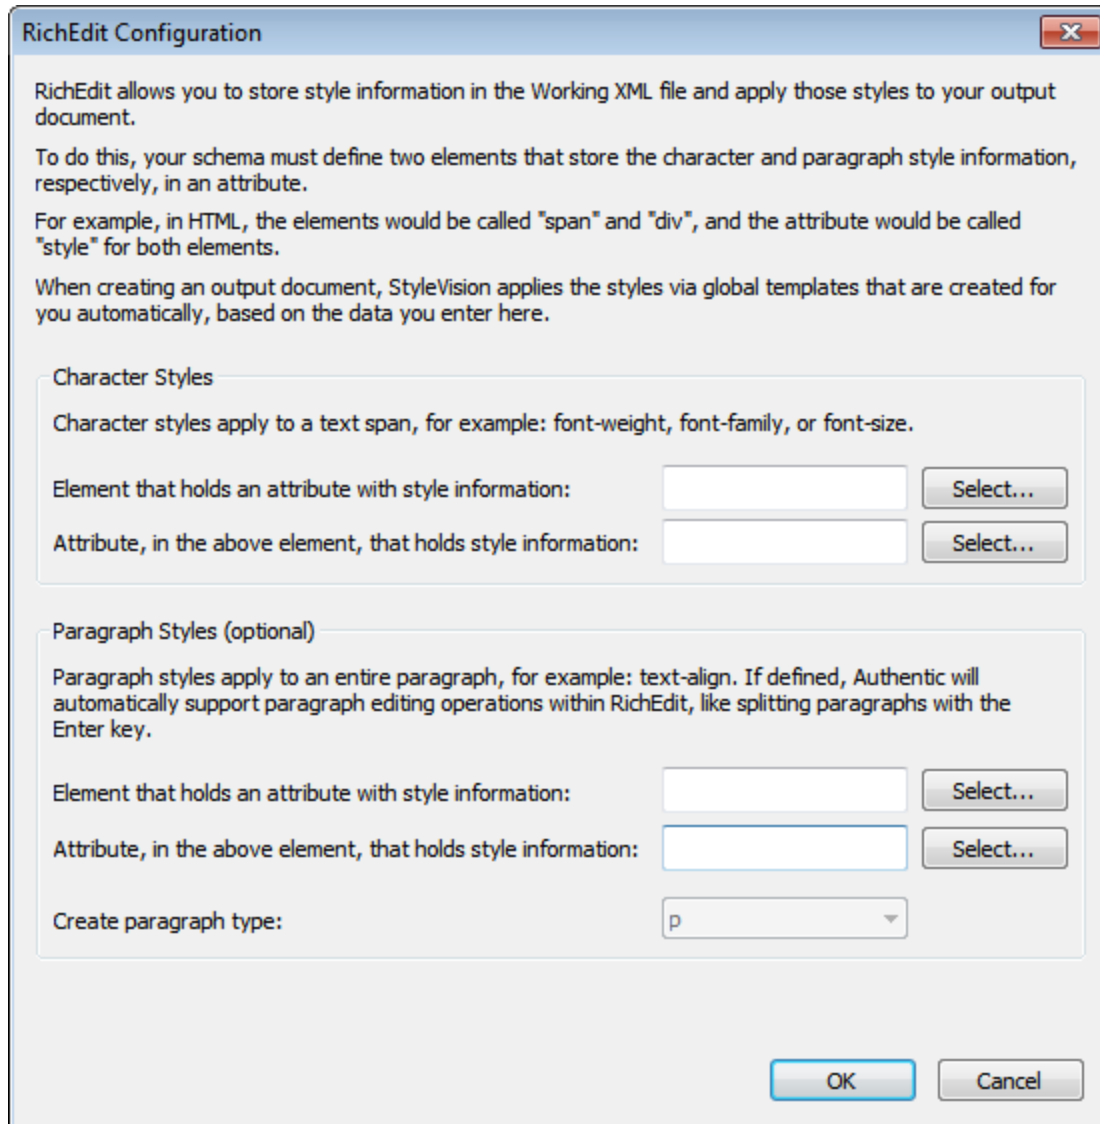 RichEdit Configuration
RichEdit allows you to store style information in the Working XML file and apply those styles to your output
document.
To do this, your schema must define two elements that store the character and paragraph style information,
respectively, in an attribute.
For example, in HTML, the elements would be called "span" and "div", and the attribute would be called
"style" for both elements.
When creating an output document, StyleVision applies the styles via global templates that are created for
you automatically, based on the data you enter here.
Character Styles
Character styles apply to a text span, for example: font-weight, font-family, or font-size.
Element that holds an attribute with style information: Select...
Attribute, in the above element, that holds style information: Select...
Paragraph Styles (optional)
Paragraph styles apply to an entire paragraph, for example: text-align. If defined, Authentic will
automatically support paragraph editing operations within RichEdit, like splitting paragraphs with the
Enter key.
Element that holds an attribute with style information: Select...
Attribute, in the above element, that holds style information: Select...
Create paragraph type: p
OK Cancel